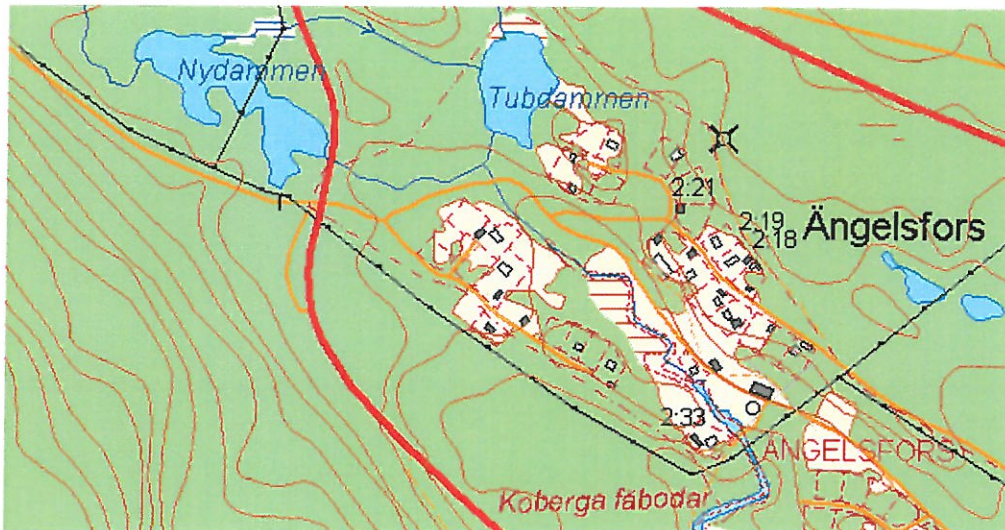 Nydammen
Tubdammen
2:21
2:19
2:18
Ängelsfors
2:33
ÄNGELSFORS
Koberga fäbodar